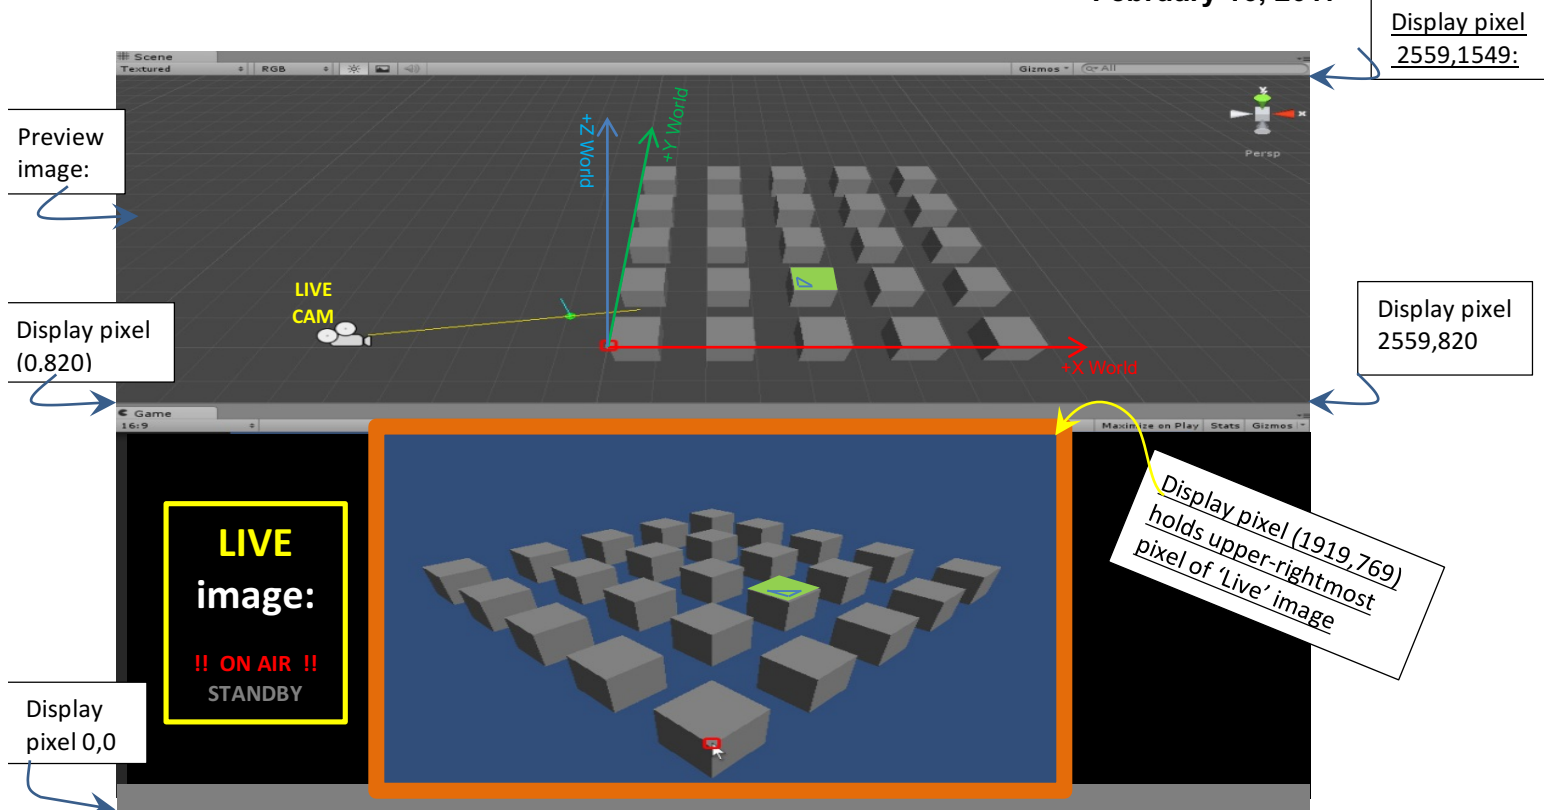 Display pixel
2559,1549:
Scene
Textured
RGB
Gizmos
All
Preview
image:
+Z World
+Y World
Persp
LIVE
CAM
Display pixel
(0,820)
Display pixel
2559,820
+X World
Game
16:9
Maximize on Play
Stats
Gizmos
Display pixel (1919,769)
holds upper-rightmost
pixel of ‘Live’ image
LIVE
image:
!! ON AIR !!
STANDBY
Display
pixel 0,0